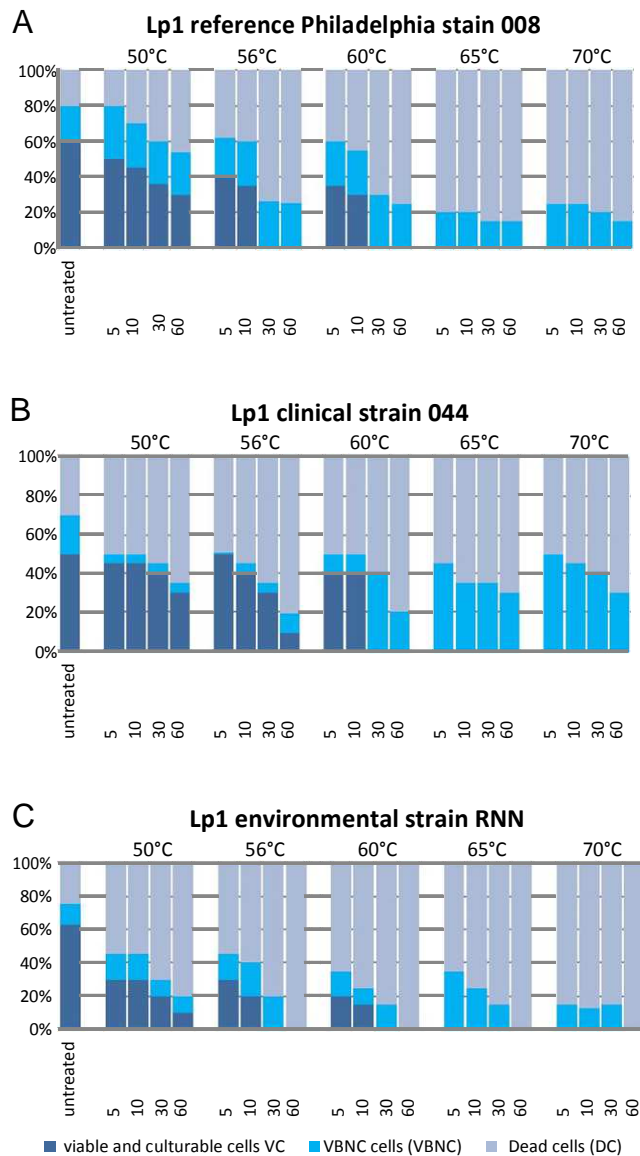 A
Lp1 reference Philadelphia stain 008
50°C 56°C 60°C 65°C 70°C
100%
80%
60%
40%
20%
0%
untreated 5 10 30 60 5 10 30 60 5 10 30 60 5 10 30 60 5 10 30 60
B
Lp1 clinical strain 044
50°C 56°C 60°C 65°C 70°C
100%
80%
60%
40%
20%
0%
untreated 5 10 30 60 5 10 30 60 5 10 30 60 5 10 30 60 5 10 30 60
C
Lp1 environmental strain RNN
50°C 56°C 60°C 65°C 70°C
100%
80%
60%
40%
20%
0%
untreated 5 10 30 60 5 10 30 60 5 10 30 60 5 10 30 60 5 10 30 60
viable and culturable cells VC VBNC cells (VBNC) Dead cells (DC)